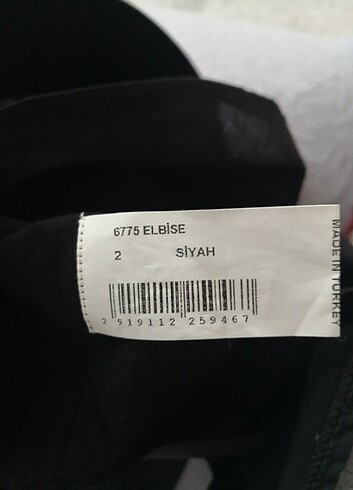 6775 ELBİSE
2 SİYAH
2 919112 259467
MADE IN TURKEY